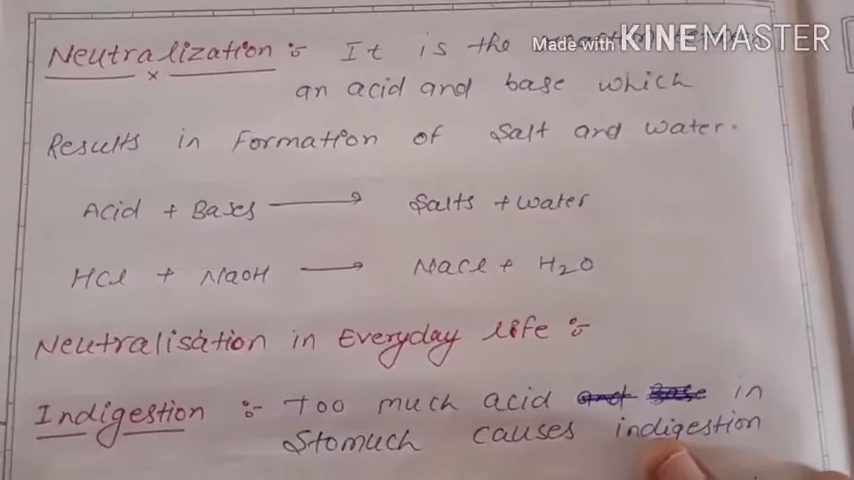 Neutralization :- It is the
Made with KINEMASTER
an acid and base which
Results in Formation of Salt and water.
Acid + Bases → Salts + water
HCl + NaOH → NaCl + H2O
Neutralisation in Everyday life :-
Indigestion :- Too much acid in
Stomuch causes indigestion